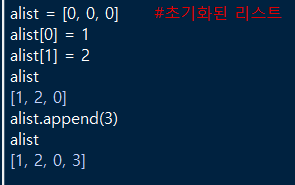 alist = [0, 0, 0] #초기화된 리스트
alist[0] = 1
alist[1] = 2
alist
[1, 2, 0]
alist.append(3)
alist
[1, 2, 0, 3]